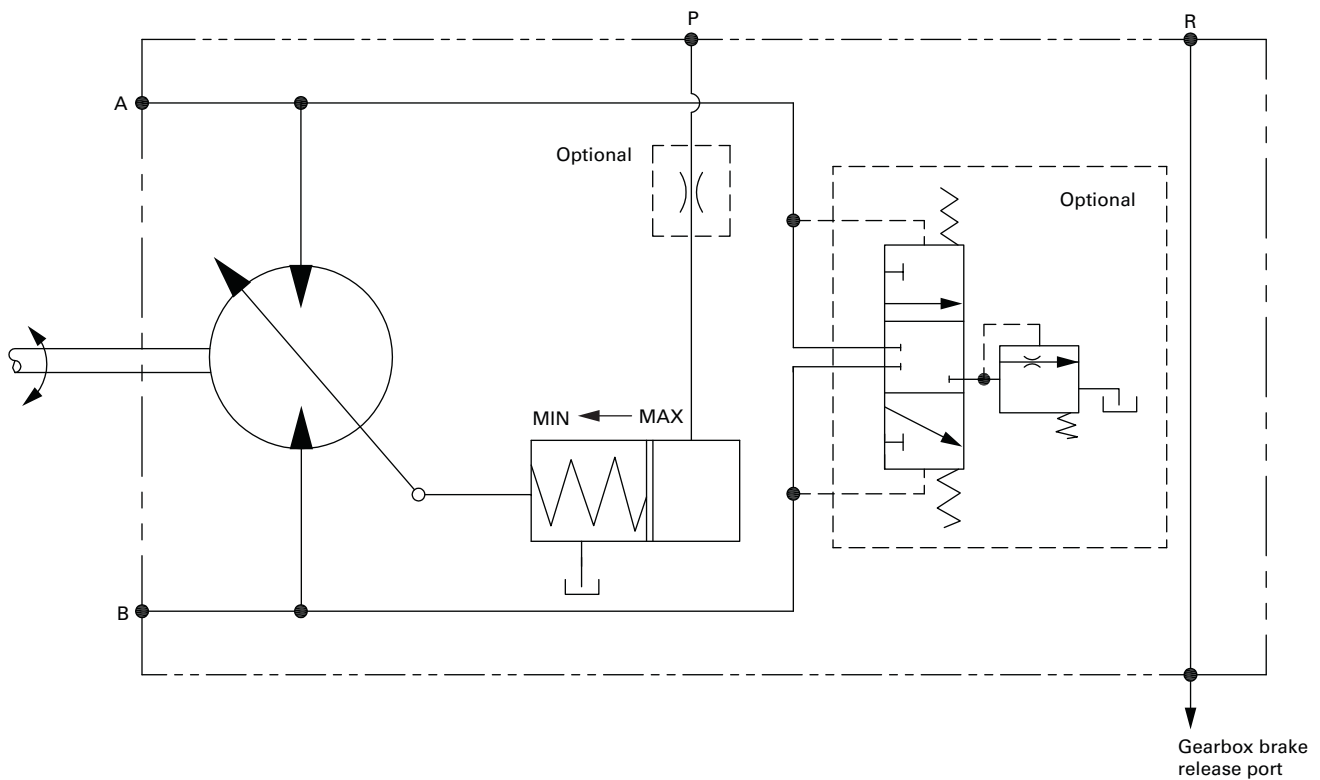 P
R
A
Optional
Optional
MIN
MAX
B
Gearbox brake
release port